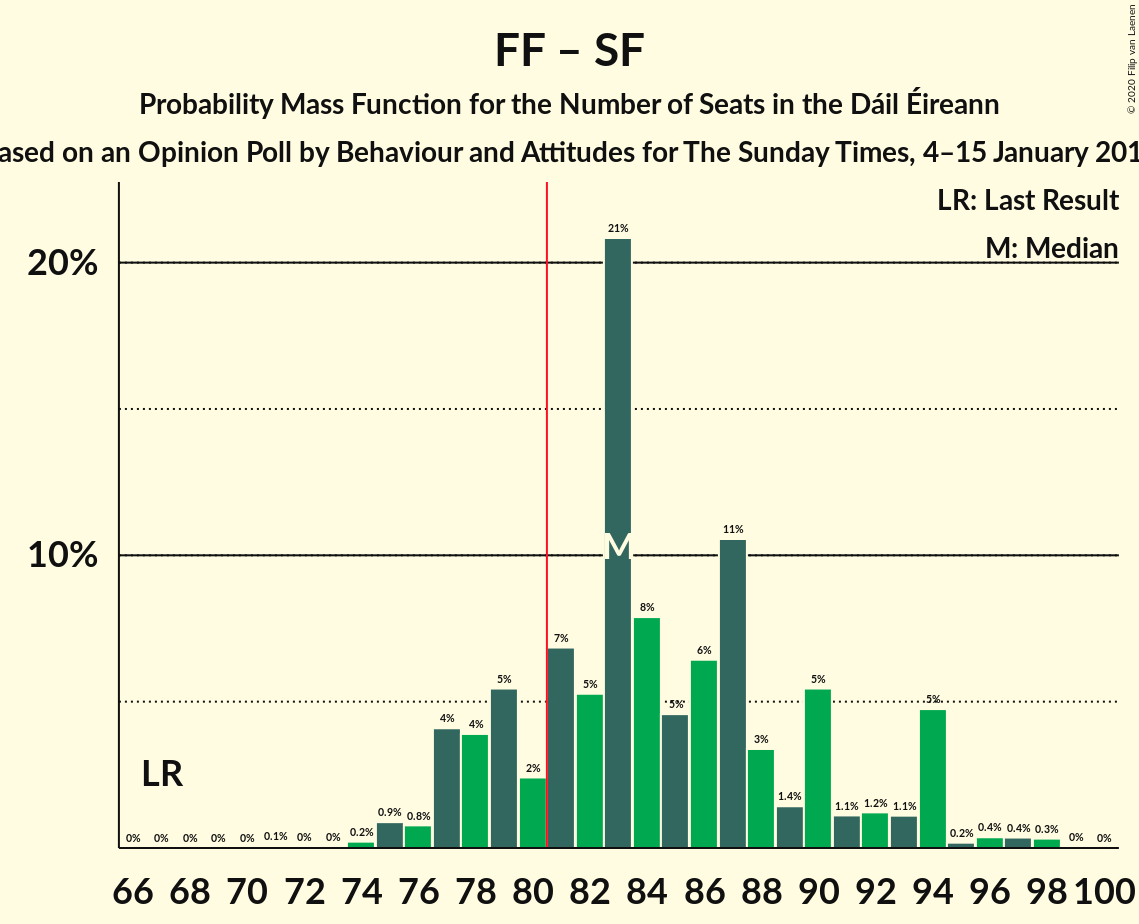 FF – SF
Probability Mass Function for the Number of Seats in the Dáil Éireann
ased on an Opinion Poll by Behaviour and Attitudes for The Sunday Times, 4–15 January 201
© 2020 Filip van Laenen
LR: Last Result
M: Median
20%
10%
LR
M
0% 0% 0% 0% 0% 0.1% 0% 0% 0.2% 0.9% 0.8% 4% 4% 5% 2% 7% 5% 21% 8% 5% 6% 11% 3% 1.4% 5% 1.1% 1.2% 1.1% 5% 0.2% 0.4% 0.4% 0.3% 0% 0%
66 68 70 72 74 76 78 80 82 84 86 88 90 92 94 96 98 100